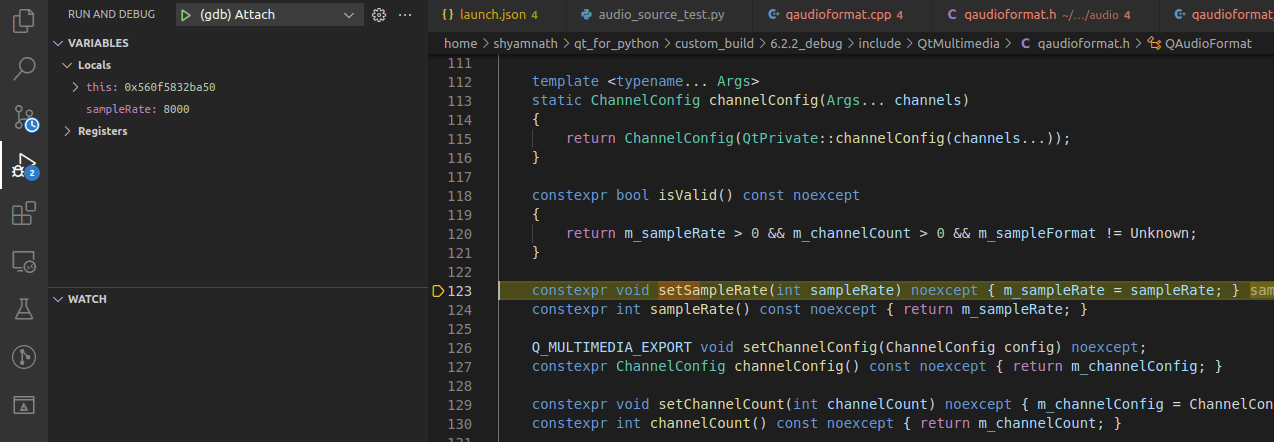 RUN AND DEBUG
(gdb) Attach
VARIABLES
Locals
this: 0x560f5832ba50
sampleRate: 8000
Registers
2
WATCH
launch.json 4
audio_source_test.py
qaudioformat.cpp 4
qaudioformat.h ~/.../audio 4
qaudioformat
home > shyamnath > qt_for_python > custom_build > 6.2.2_debug > include > QtMultimedia > qaudioformat.h > QAudioFormat
111
112 template <typename... Args>
113 static ChannelConfig channelConfig(Args... channels)
114 {
115 return ChannelConfig(QtPrivate::channelConfig(channels...));
116 }
117
118 constexpr bool isValid() const noexcept
119 {
120 return m_sampleRate > 0 && m_channelCount > 0 && m_sampleFormat != Unknown;
121 }
122
123 constexpr void setSampleRate(int sampleRate) noexcept { m_sampleRate = sampleRate; } sam
124 constexpr int sampleRate() const noexcept { return m_sampleRate; }
125
126 Q_MULTIMEDIA_EXPORT void setChannelConfig(ChannelConfig config) noexcept;
127 constexpr ChannelConfig channelConfig() const noexcept { return m_channelConfig; }
128
129 constexpr void setChannelCount(int channelCount) noexcept { m_channelConfig = ChannelCon
130 constexpr int channelCount() const noexcept { return m_channelCount; }